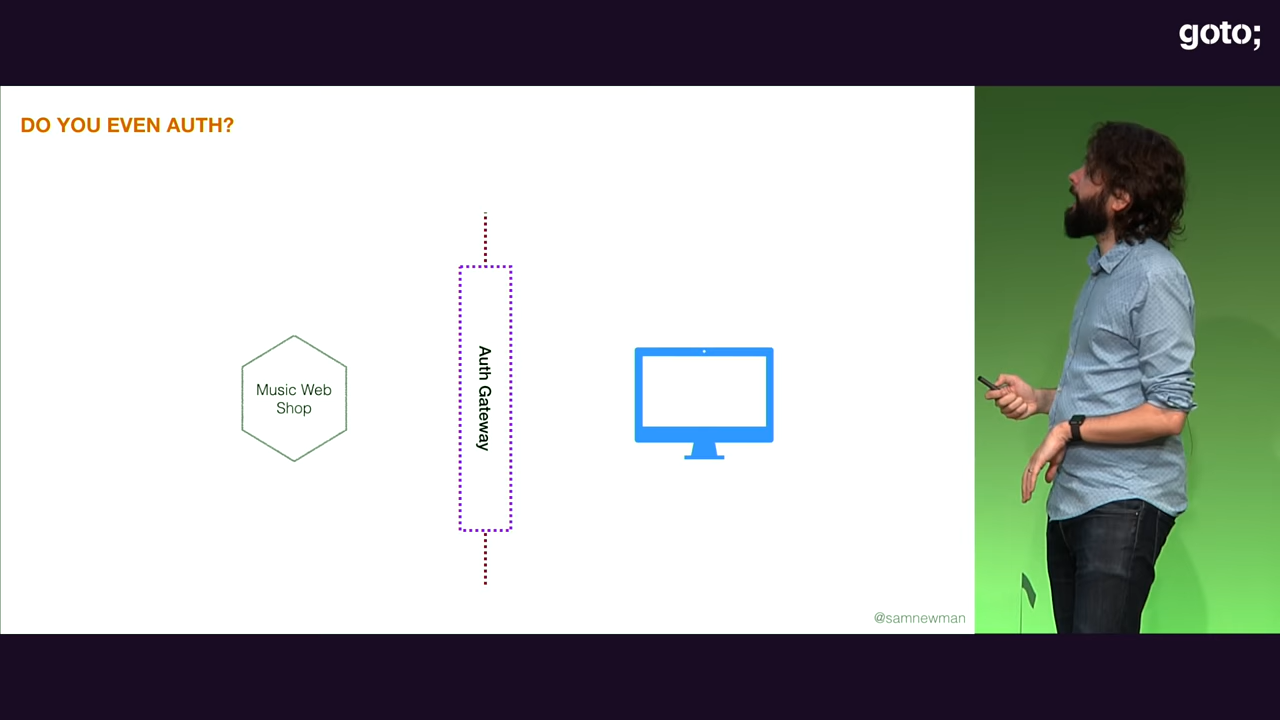 goto;
DO YOU EVEN AUTH?
Auth Gateway
Music Web
Shop
@samnewman